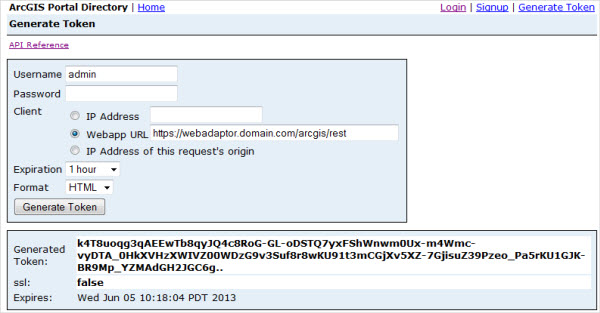 ArcGIS Portal Directory | Home
Login | Signup | Generate Token
Generate Token
API Reference
Username admin
Password
Client IP Address
Webapp URL https://webadaptor.domain.com/arcgis/rest
IP Address of this request's origin
Expiration 1 hour
Format HTML
Generate Token
Generated Token: k4T8uoqg3qAEEwTb8qyJQ4c8RoG-GL-oDSTQ7yxFShWnwm0Ux-m4Wmc-
vyDTA_0HkXVHzXWIVZ00WDzG9v3Suf8r8wKU91t3mCGjXv5XZ-7GjisuZ39Pzeo_Pa5rKU1GJK-
BR9Mp_YZMAdGH2JGC6g..
ssl: false
Expires: Wed Jun 05 10:18:04 PDT 2013